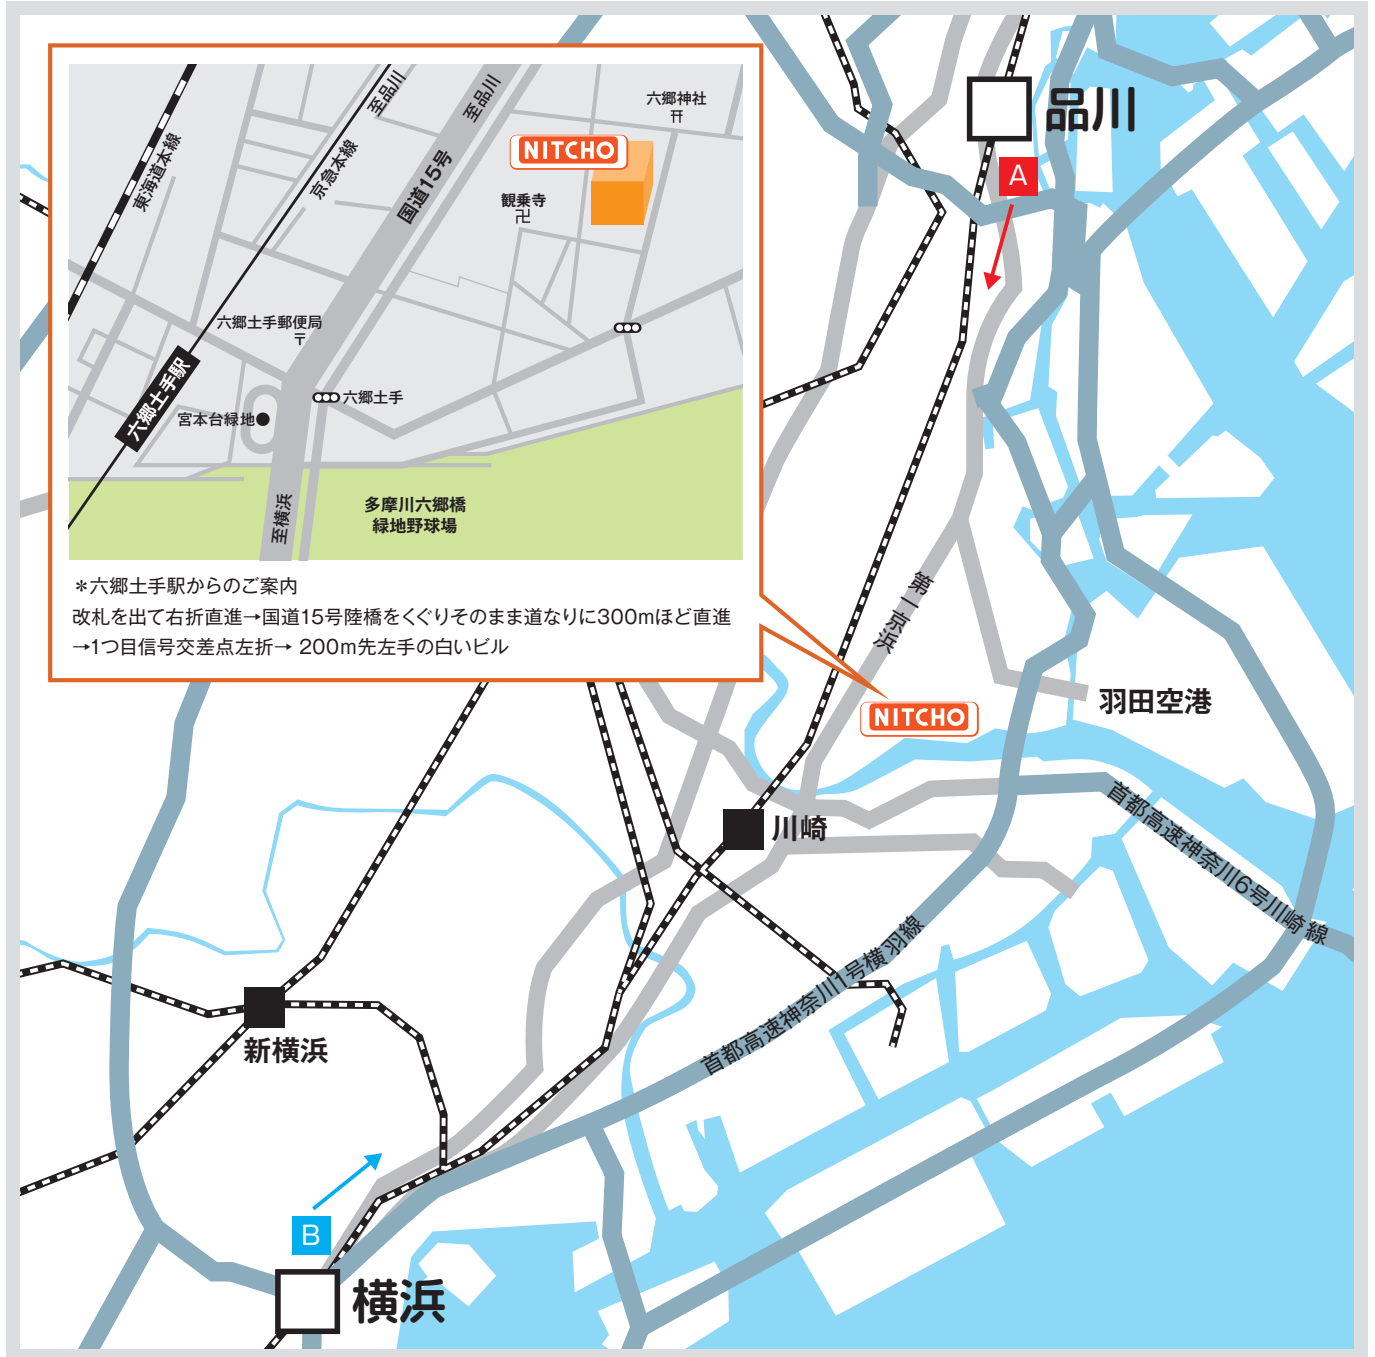 品川
A
至品川
至品川
六郷神社
NITCHO
東海道本線
京急本線
国道15号
観乗寺
六郷土手郵便局
〒
六郷土手駅
六郷土手
宮本台緑地
至横浜
多摩川六郷橋
緑地野球場
*六郷土手駅からのご案内
改札を出て右折直進→国道15号陸橋をくぐりそのまま道なりに300mほど直進
→1つ目信号交差点左折→ 200m先左手の白いビル
第一京浜
羽田空港
NITCHO
首都高速神奈川6号川崎線
川崎
首都高速神奈川1号横羽線
新横浜
B
横浜